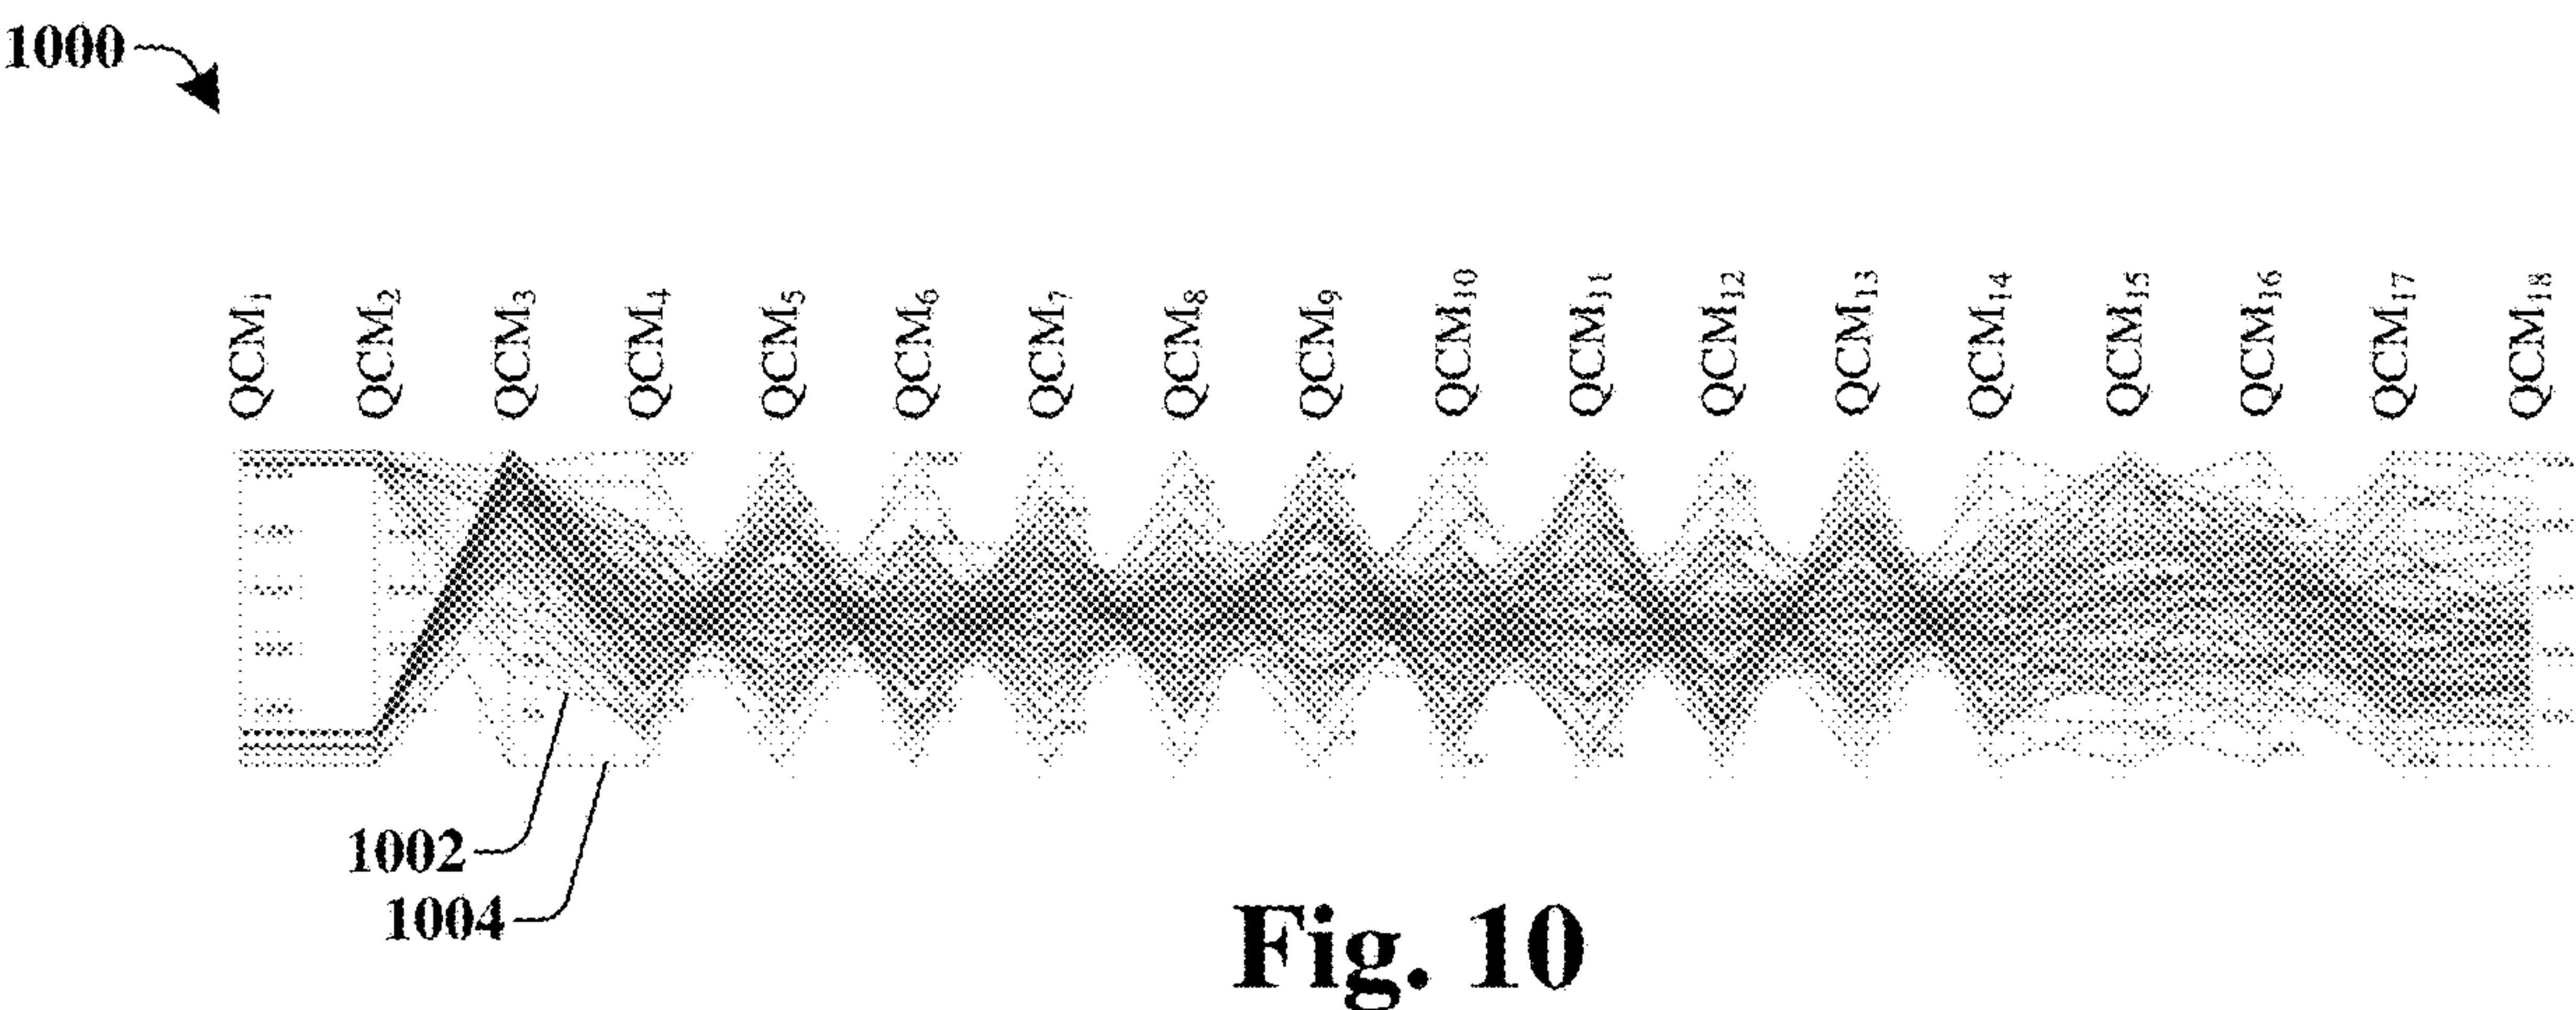 1000
QCM₁ QCM₂ QCM₃ QCM₄ QCM₅ QCM₆ QCM₇ QCM₈ QCM₉ QCM₁₀ QCM₁₁ QCM₁₂ QCM₁₃ QCM₁₄ QCM₁₅ QCM₁₆ QCM₁₇ QCM₁₈
1002
1004
Fig. 10